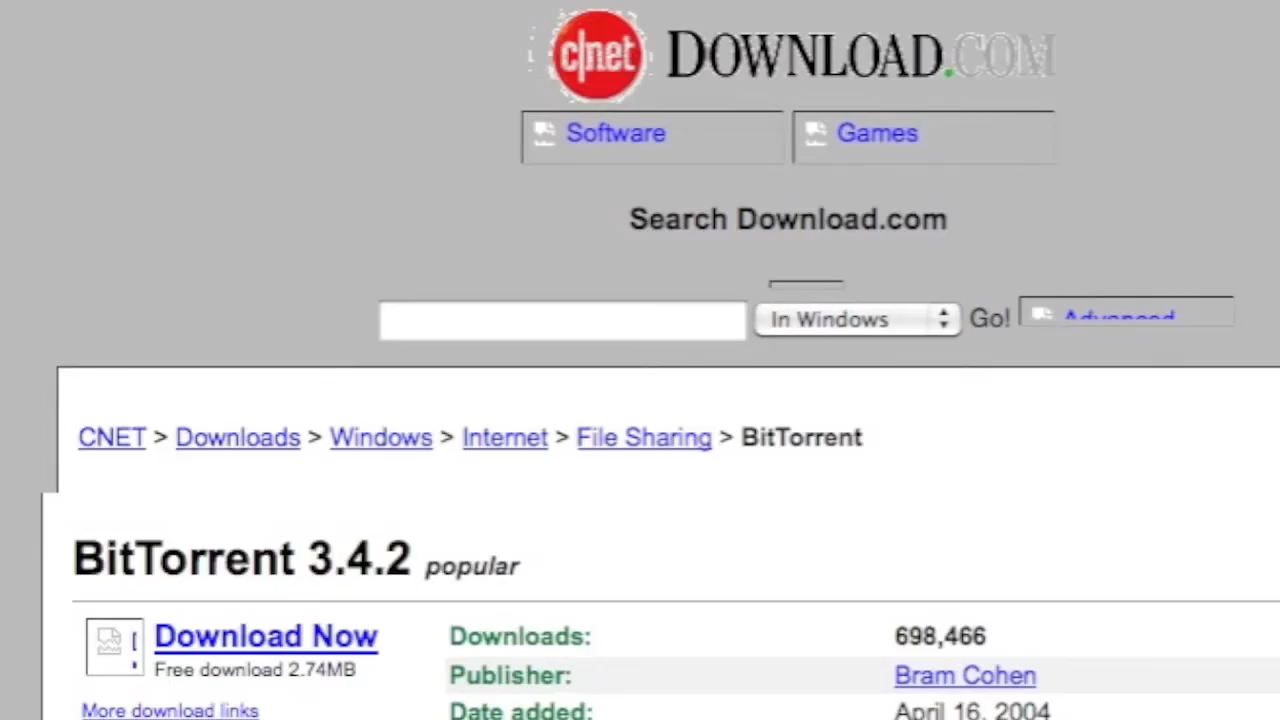 c|net DOWNLOAD.COM
Software Games
Search Download.com
In Windows Go! Advanced
CNET > Downloads > Windows > Internet > File Sharing > BitTorrent
BitTorrent 3.4.2 popular
Download Now Downloads: 698,466
Free download 2.74MB Publisher: Bram Cohen
More download links Date added: April 16, 2004